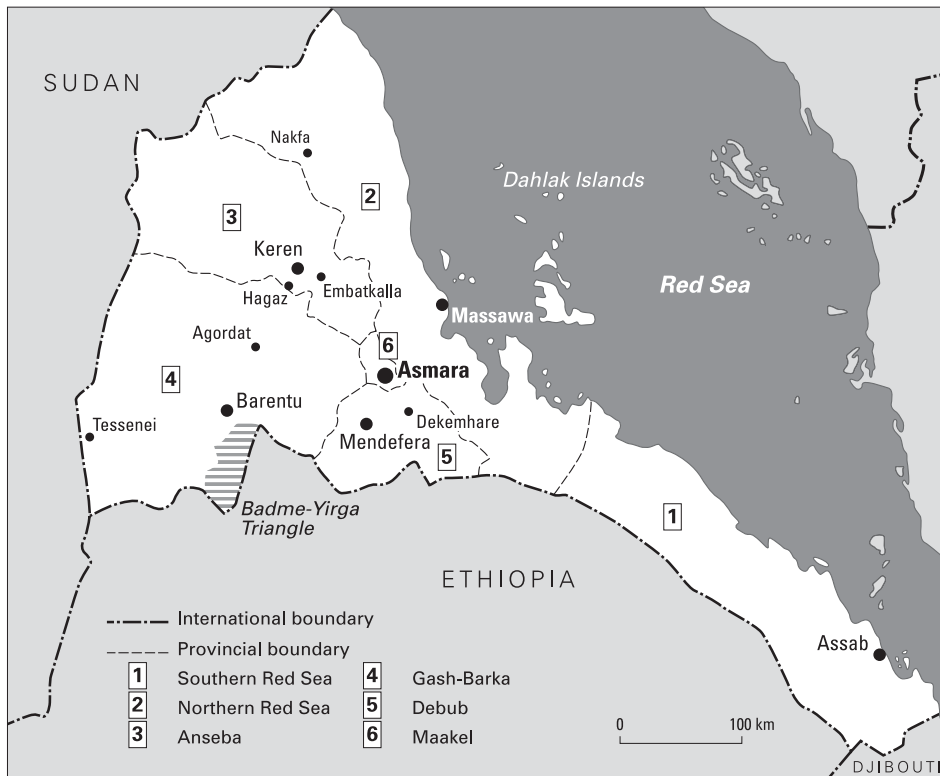 SUDAN
Nakfa
2
Dahlak Islands
3
Keren
Red Sea
Hagaz
Embatkalla
Massawa
Agordat
6
Asmara
4
Barentu
Dekemhare
Tessenei
Mendefera
5
Badme-Yirga
Triangle
1
ETHIOPIA
International boundary
Assab
Provincial boundary
1 Southern Red Sea
4 Gash-Barka
2 Northern Red Sea
5 Debub
3 Anseba
6 Maakel
0 100 km
DJIBOUTI